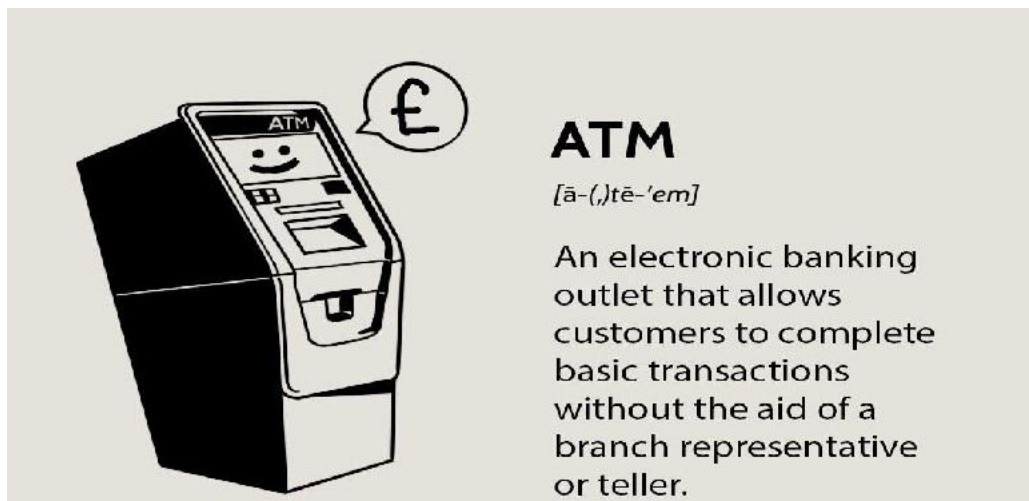 ATM
£
ATM
[ā-(,)tē-'em]
An electronic banking
outlet that allows
customers to complete
basic transactions
without the aid of a
branch representative
or teller.